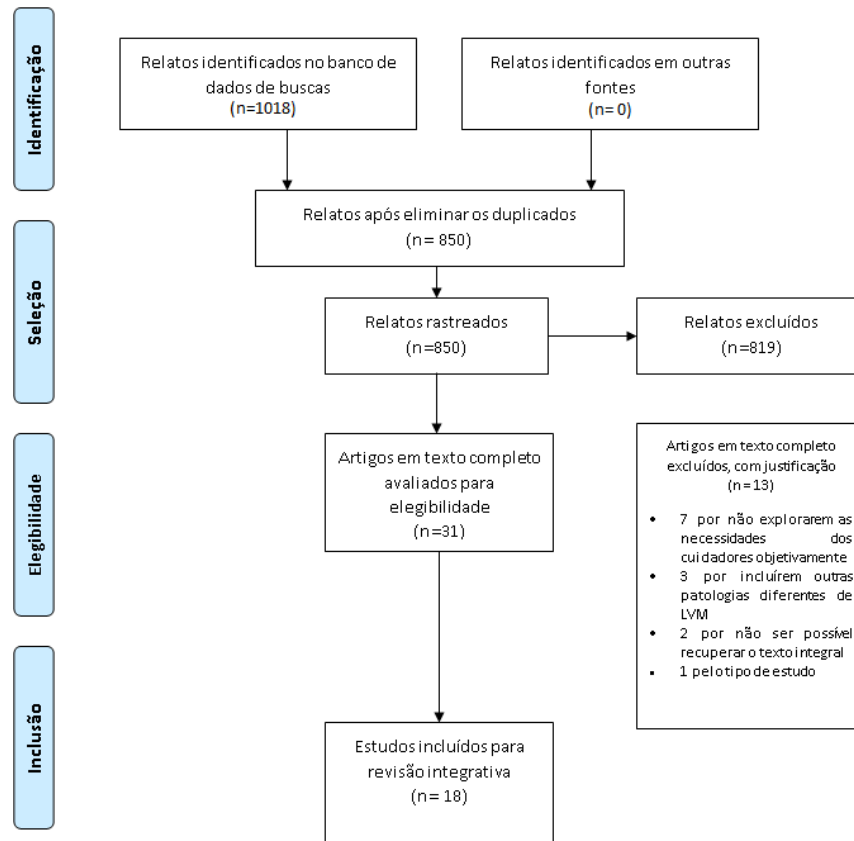 Identificação
Relatos identificados no banco de
dados de buscas
(n=1018)
Relatos identificados em outras
fontes
(n= 0)
Relatos após eliminar os duplicados
(n= 850)
Seleção
Relatos rastreados
(n=850)
Relatos excluídos
(n=819)
Elegibilidade
Artigos em texto completo
avaliados para
elegibilidade
(n=31)
Artigos em texto completo
excluídos, com justificação
(n=13)
• 7 por não explorarem as
necessidades dos
cuidadores objetivamente
• 3 por incluírem outras
patologias diferentes de
LVM
• 2 por não ser possível
recuperar o texto integral
• 1 pelo tipo de estudo
Inclusão
Estudos incluídos para
revisão integrativa
(n= 18)